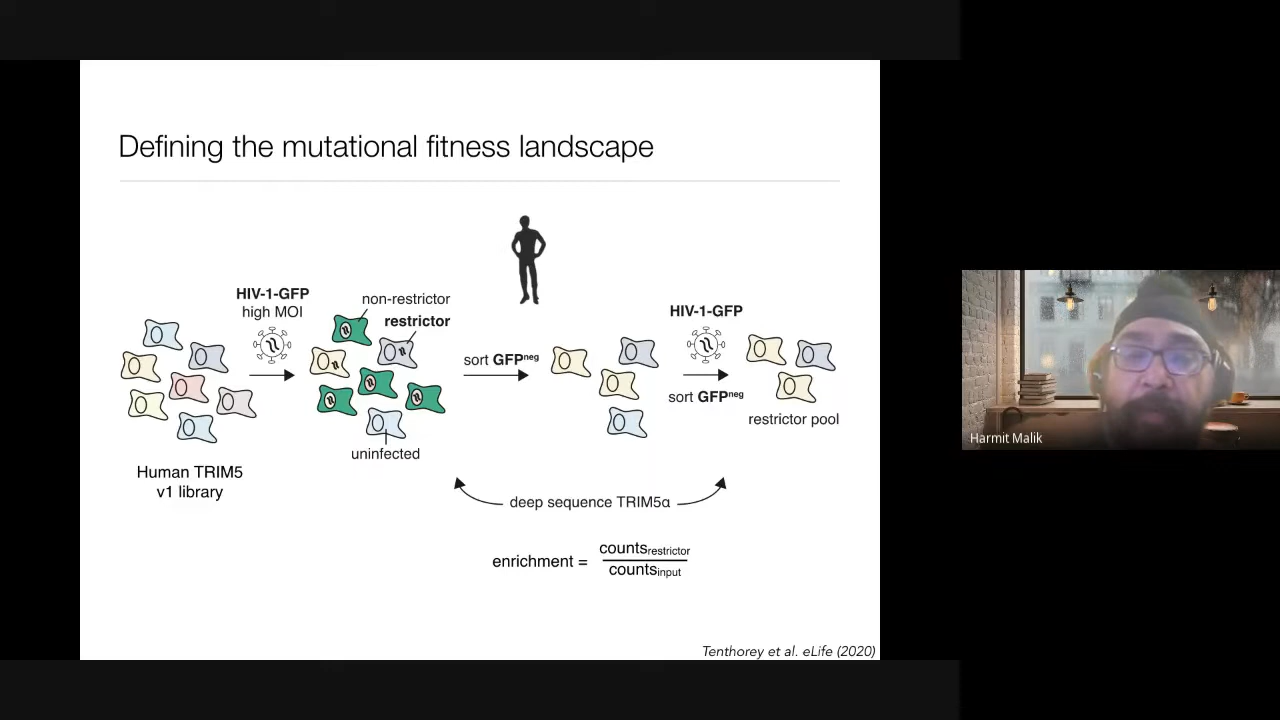 Defining the mutational fitness landscape
HIV-1-GFP
high MOI
non-restrictor
restrictor
uninfected
sort GFPneg
HIV-1-GFP
sort GFPneg
restrictor pool
Human TRIM5
v1 library
deep sequence TRIM5α
enrichment =
countsrestrictor
countsinput
Tenthorey et al. eLife (2020)
Harmit Malik